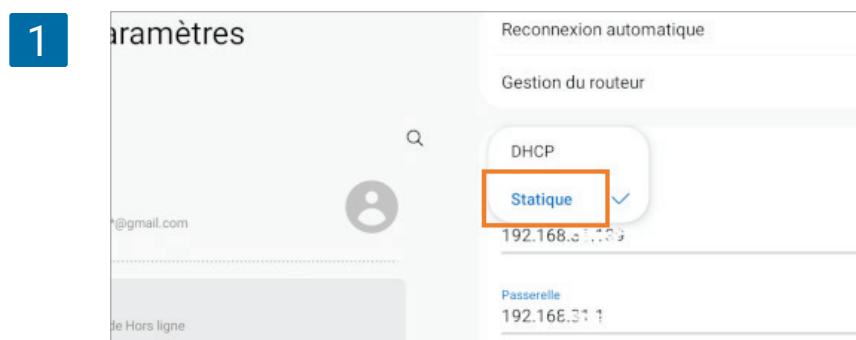 1
aramètres
Reconnexion automatique
Gestion du routeur
DHCP
Statique
*@gmail.com
Passerelle
de Hors ligne